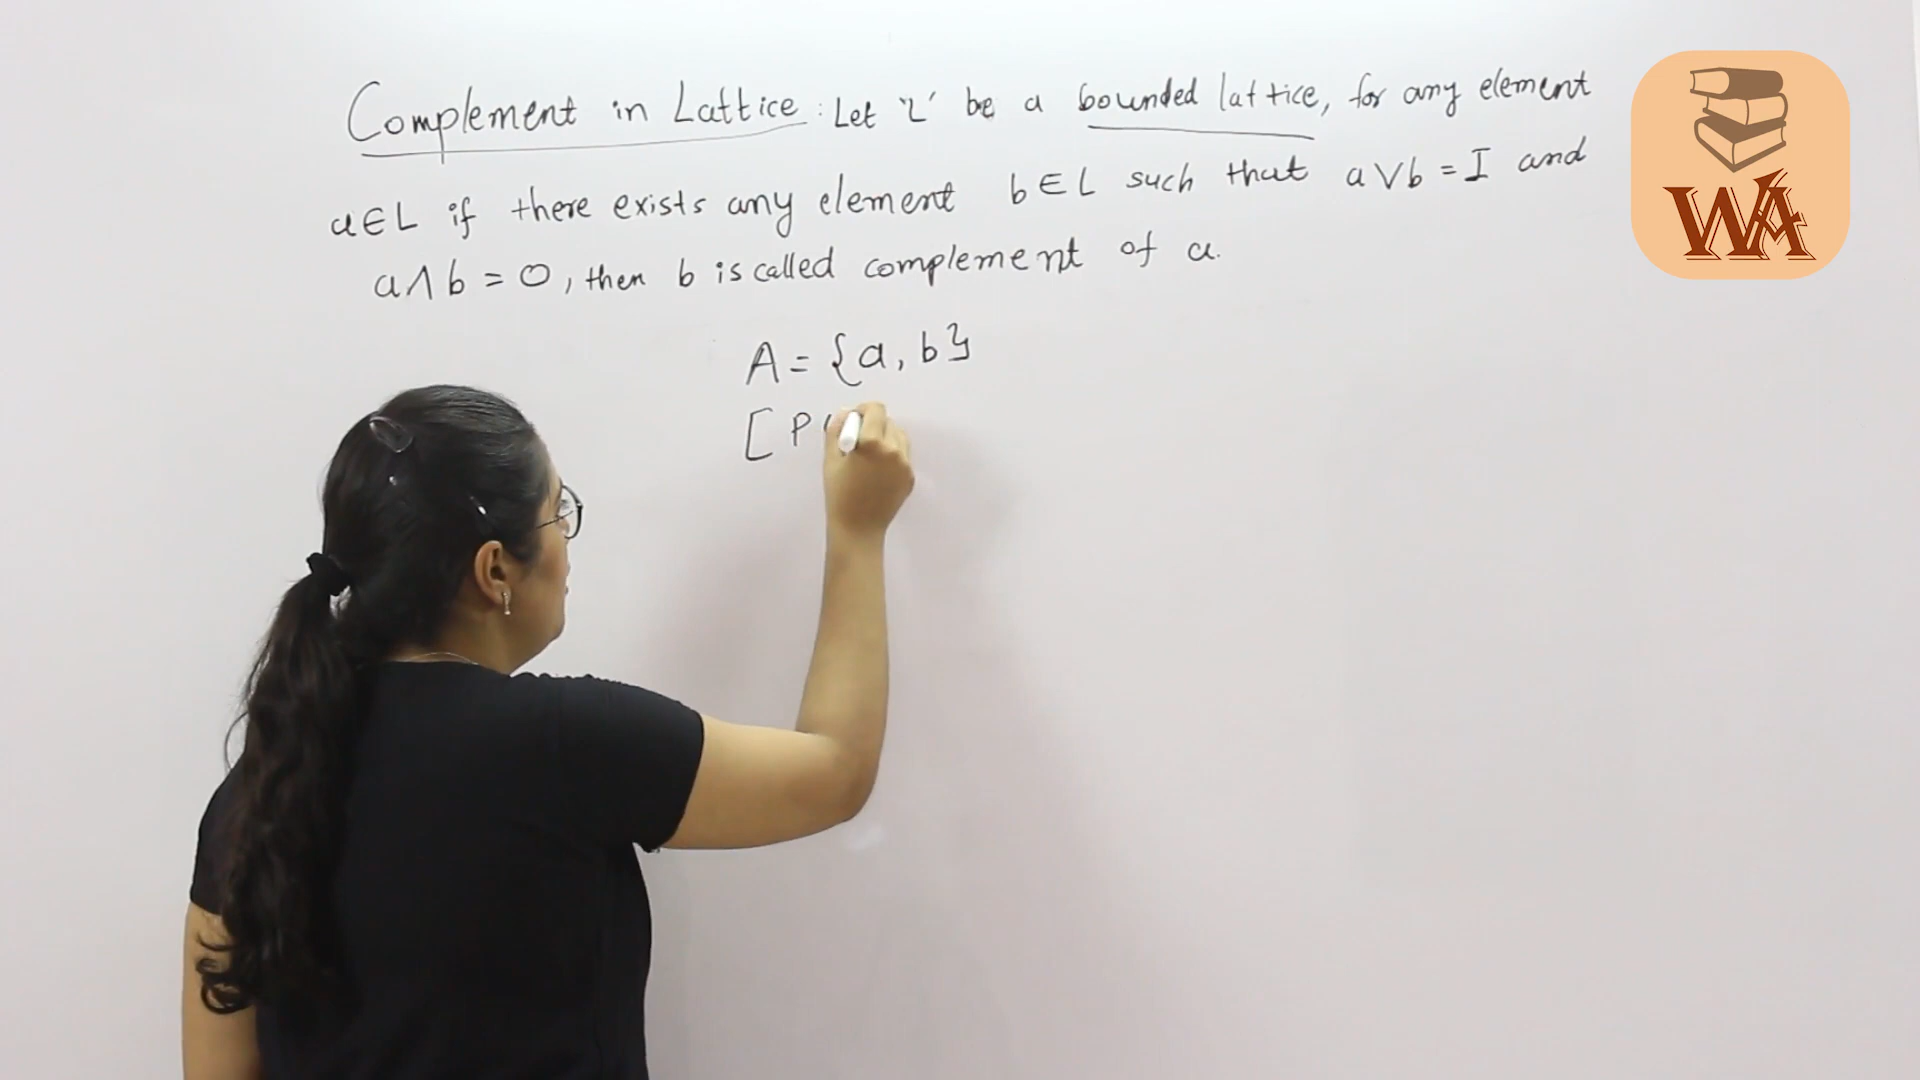 Complement in Lattice : Let 'L' be a bounded lattice, for any element
a∈L if there exists any element b∈L such that a∨b = I and
a∧b = 0, then b is called complement of a.
A = {a, b}
[ P(
WA